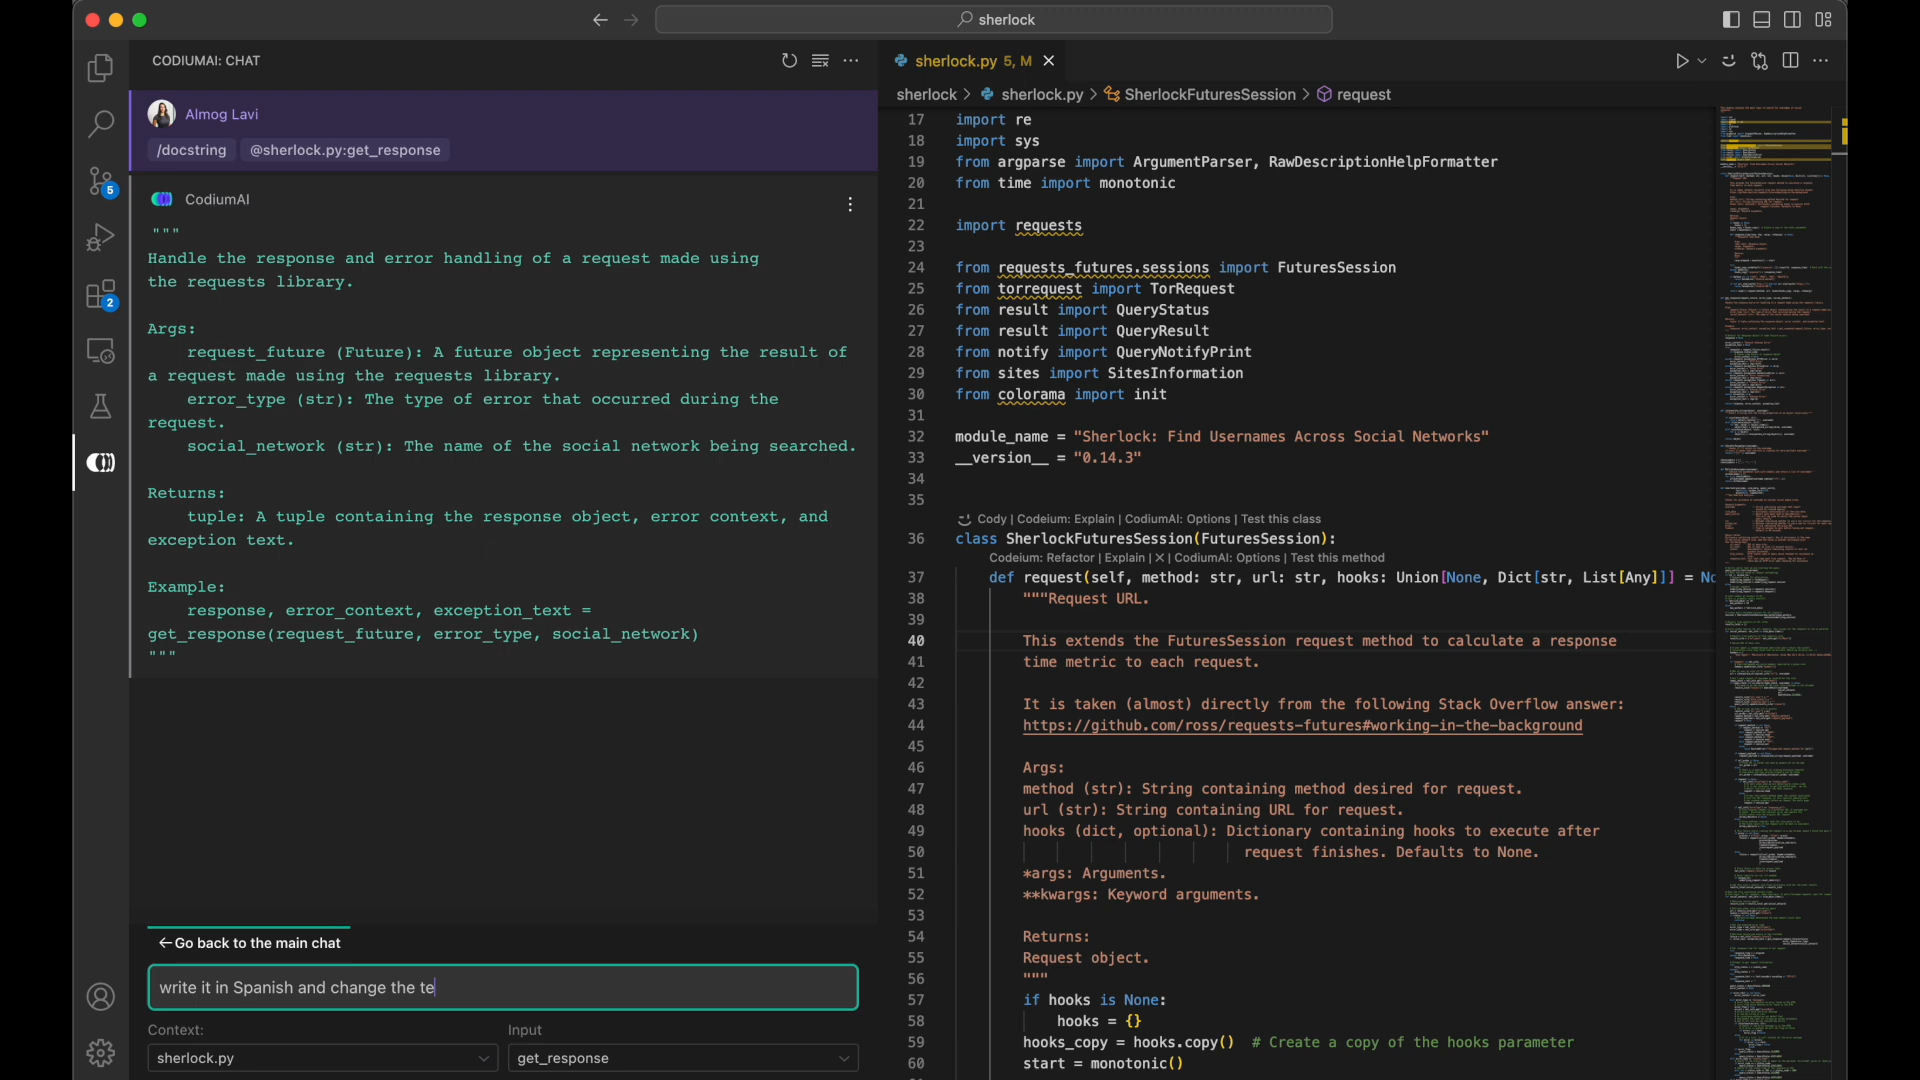 sherlock
CODIUMAI: CHAT
Almog Lavi
/docstring @sherlock.py:get_response
CodiumAI
"""
Handle the response and error handling of a request made using
the requests library.
Args:
request_future (Future): A future object representing the result of
a request made using the requests library.
error_type (str): The type of error that occurred during the
request.
social_network (str): The name of the social network being searched.
Returns:
tuple: A tuple containing the response object, error context, and
exception text.
Example:
response, error_context, exception_text =
get_response(request_future, error_type, social_network)
"""
5
2
Go back to the main chat
write it in Spanish and change the te
Context:
Input
sherlock.py
get_response
sherlock.py 5, M
sherlock > sherlock.py > SherlockFuturesSession > request
17 import re
18 import sys
19 from argparse import ArgumentParser, RawDescriptionHelpFormatter
20 from time import monotonic
21
22 import requests
23
24 from requests_futures.sessions import FuturesSession
25 from torrequest import TorRequest
26 from result import QueryStatus
27 from result import QueryResult
28 from notify import QueryNotifyPrint
29 from sites import SitesInformation
30 from colorama import init
31
32 module_name = "Sherlock: Find Usernames Across Social Networks"
33 __version__ = "0.14.3"
34
35
Cody | Codeium: Explain | CodiumAI: Options | Test this class
36 class SherlockFuturesSession(FuturesSession):
Codeium: Refactor | Explain | X | CodiumAI: Options | Test this method
37 def request(self, method: str, url: str, hooks: Union[None, Dict[str, List[Any]]] = No
38 """Request URL.
39
40 This extends the FuturesSession request method to calculate a response
41 time metric to each request.
42
43 It is taken (almost) directly from the following Stack Overflow answer:
44 https://github.com/ross/requests-futures#working-in-the-background
45
46 Args:
47 method (str): String containing method desired for request.
48 url (str): String containing URL for request.
49 hooks (dict, optional): Dictionary containing hooks to execute after
50 request finishes. Defaults to None.
51 *args: Arguments.
52 **kwargs: Keyword arguments.
53
54 Returns:
55 Request object.
56 """
57 if hooks is None:
58 hooks = {}
59 hooks_copy = hooks.copy() # Create a copy of the hooks parameter
60 start = monotonic()